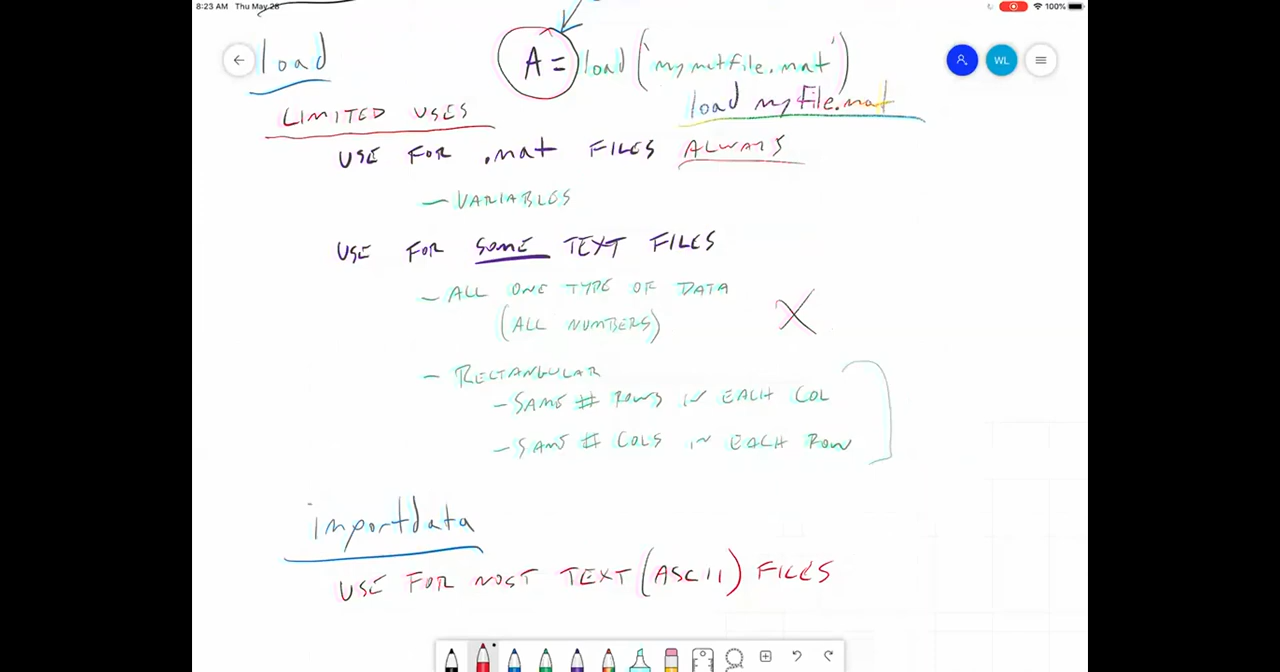 8:23 AM Thu May 28
100%
load
A = load('mymatfile.mat')
WL
load myfile.mat
LIMITED USES
USE FOR .mat FILES ALWAYS
- VARIABLES
USE FOR SOME TEXT FILES
- ALL ONE TYPE OF DATA
(ALL NUMBERS)
X
- RECTANGULAR
- SAME # ROWS IN EACH COL
- SAME # COLS IN EACH ROW
importdata
USE FOR MOST TEXT (ASCII) FILES